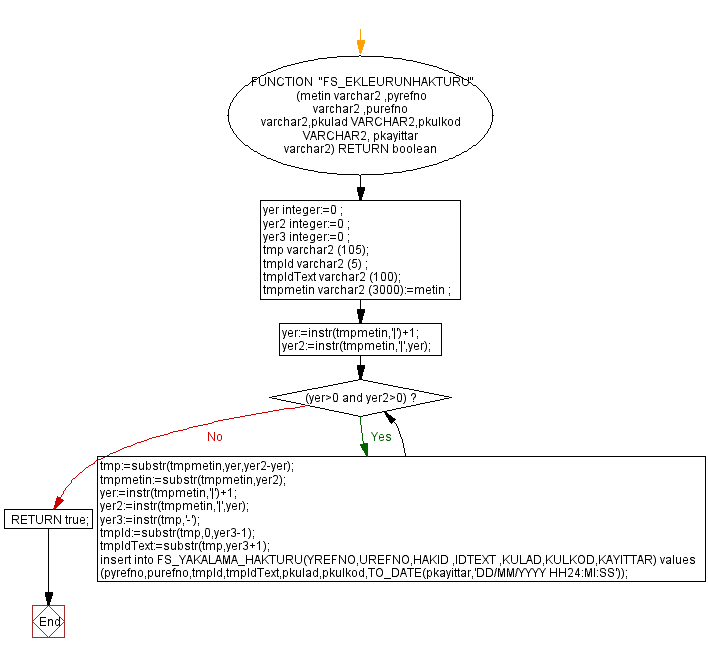 FUNCTION "FS_EKLEURUNHAKTURU"
(metin varchar2 ,pyrefno
varchar2 ,purefno
varchar2,pkulad VARCHAR2,pkulkod
VARCHAR2, pkayittar
varchar2) RETURN boolean
yer integer:=0 ;
yer2 integer:=0 ;
yer3 integer:=0 ;
tmp varchar2 (105);
tmpId varchar2 (5) ;
tmpIdText varchar2 (100);
tmpmetin varchar2 (3000):=metin ;
yer:=instr(tmpmetin,'|')+1;
yer2:=instr(tmpmetin,'|',yer);
(yer>0 and yer2>0) ?
No
Yes
tmp:=substr(tmpmetin,yer,yer2-yer);
tmpmetin:=substr(tmpmetin,yer2);
yer:=instr(tmpmetin,'|')+1;
yer2:=instr(tmpmetin,'|',yer);
yer3:=instr(tmp,'-');
tmpId:=substr(tmp,0,yer3-1);
tmpIdText:=substr(tmp,yer3+1);
insert into FS_YAKALAMA_HAKTURU(YREFNO,UREFNO,HAKID ,IDTEXT ,KULAD,KULKOD,KAYITTAR) values
(pyrefno,purefno,tmpId,tmpIdText,pkulad,pkulkod,TO_DATE(pkayittar,'DD/MM/YYYY HH24:MI:SS'));
RETURN true;
End